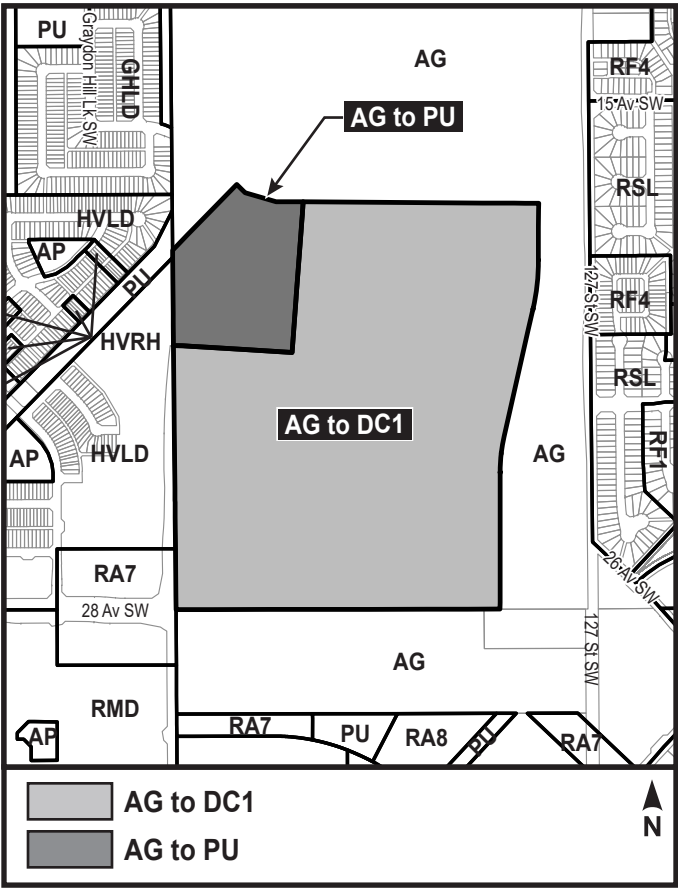 PU
Graydon Hill Lk SW
GHLD
AG
RF4
15 Av SW
AG to PU
RSL
HVLD
AP
PU
127 St SW
RF4
HVRH
RSL
AG to DC1
AP
HVLD
AG
RF1
RA7
26 Av SW
28 Av SW
127 St SW
AG
RMD
AP
RA7
PU
RA8
PU
RA7
AG to DC1
AG to PU
N